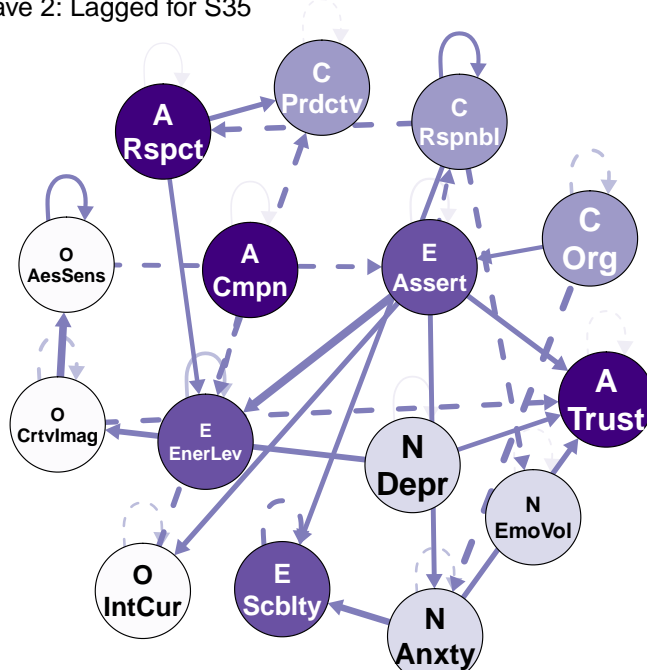 ave 2: Lagged for S35
C
Prdctv
A
Rspct
C
Rspnbl
C
Org
O
AesSens
A
Cmpn
E
Assert
A
Trust
O
CrtvImag
E
EnerLev
N
Depr
N
EmoVol
O
IntCur
E
Scblty
N
Anxty